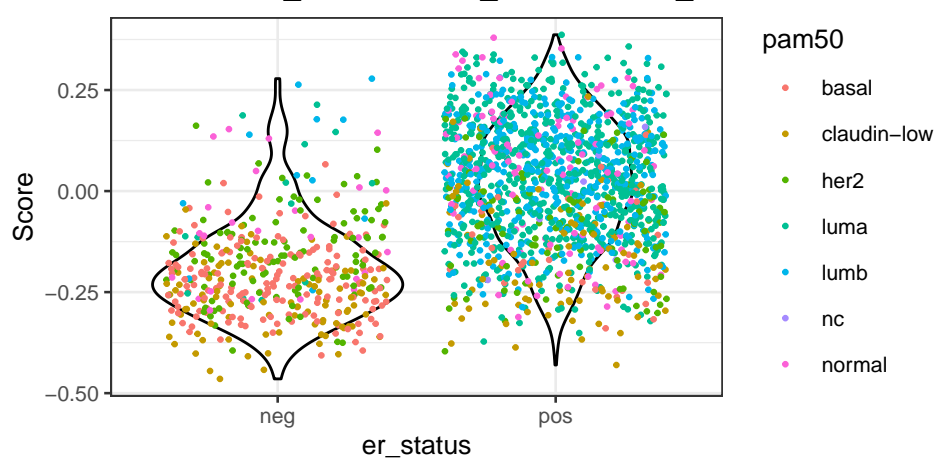 pam50
basal
claudin−low
her2
luma
lumb
nc
normal
0.25
0.00
−0.25
−0.50
Score
neg pos
er_status